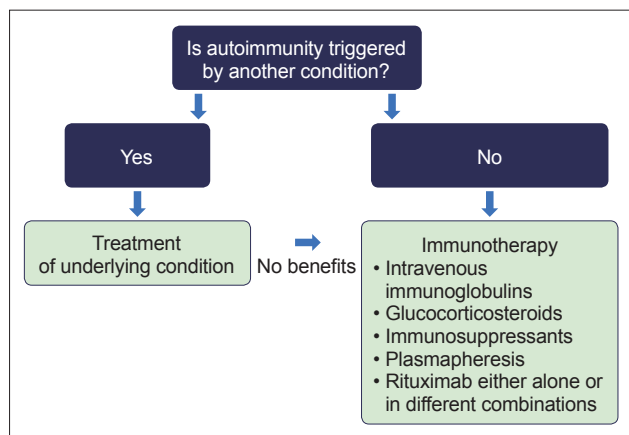 Is autoimmunity triggered
by another condition?
Yes
No
Treatment
of underlying condition
No benefits
Immunotherapy
• Intravenous
immunoglobulins
• Glucocorticosteroids
• Immunosuppressants
• Plasmapheresis
• Rituximab either alone or
in different combinations